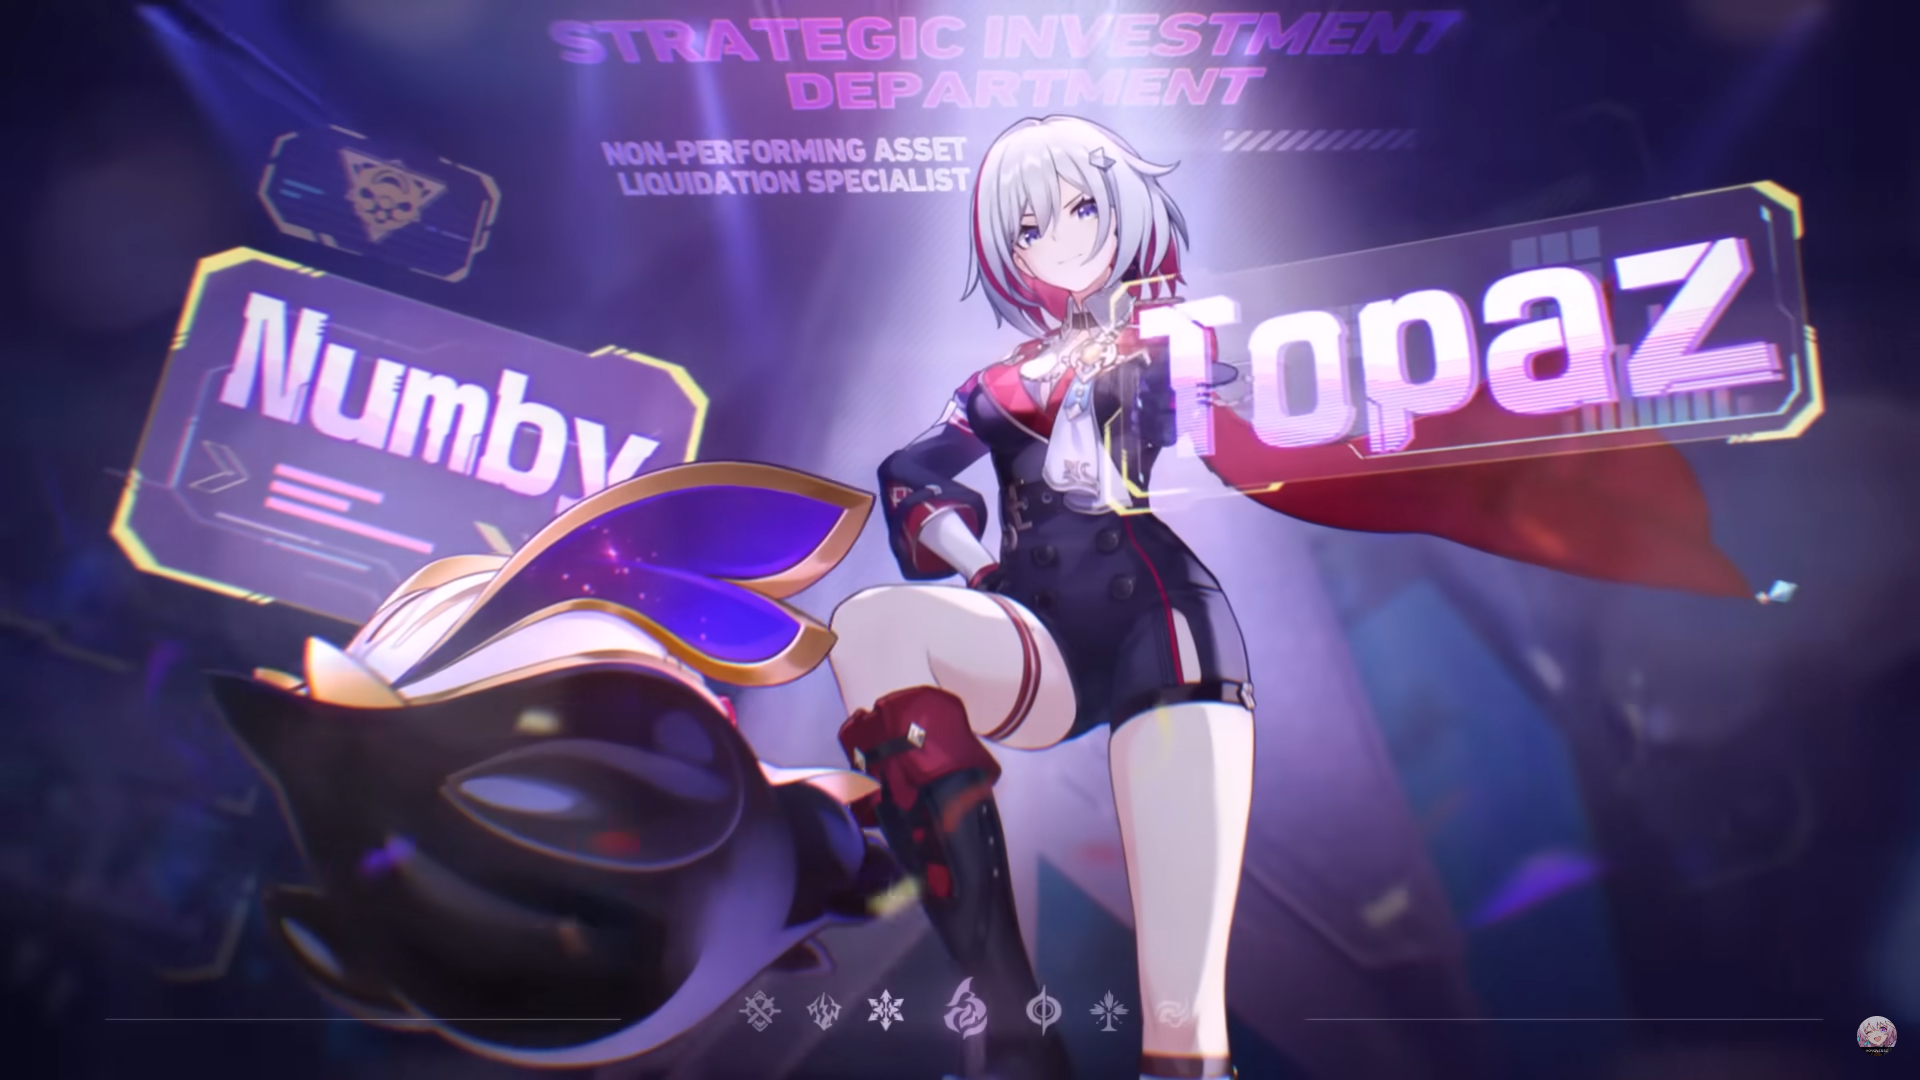 STRATEGIC INVESTMENT
DEPARTMENT
NON-PERFORMING ASSET
LIQUIDATION SPECIALIST
Numby
Topaz